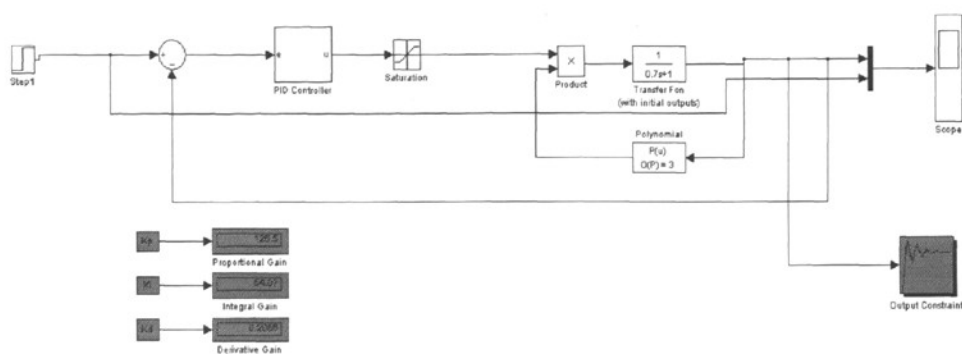 Step1
+
−
e
u
PID Controller
Saturation
×
Product
1
0.7s+1
Transfer Fcn
(with initial outputs)
Scope
Polynomial
P(u)
O(P) = 3
Kp
Proportional Gain
Ki
Integral Gain
Kd
Derivative Gain
Output Constraint